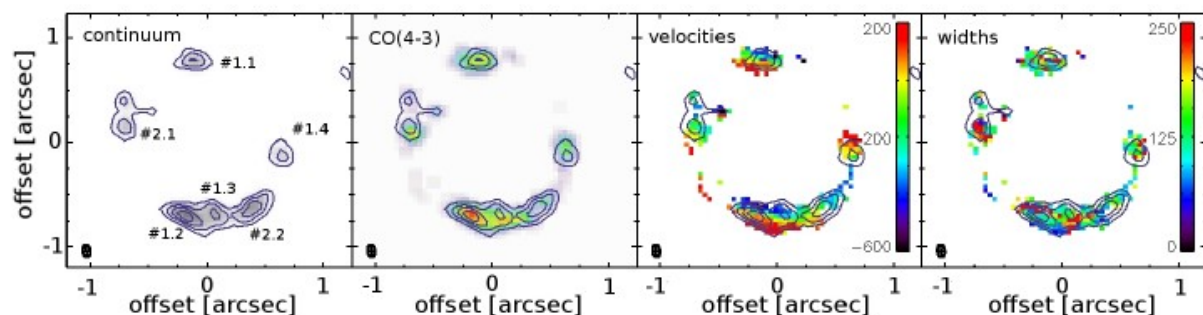 continuum
CO(4-3)
velocities
widths
#1.1
#2.1
#1.4
#1.3
#1.2
#2.2
200
200
−600
250
125
0
1
0
-1
offset [arcsec]
-1 0 1
-1 0 1
-1 0 1
-1 0 1
offset [arcsec]
offset [arcsec]
offset [arcsec]
offset [arcsec]